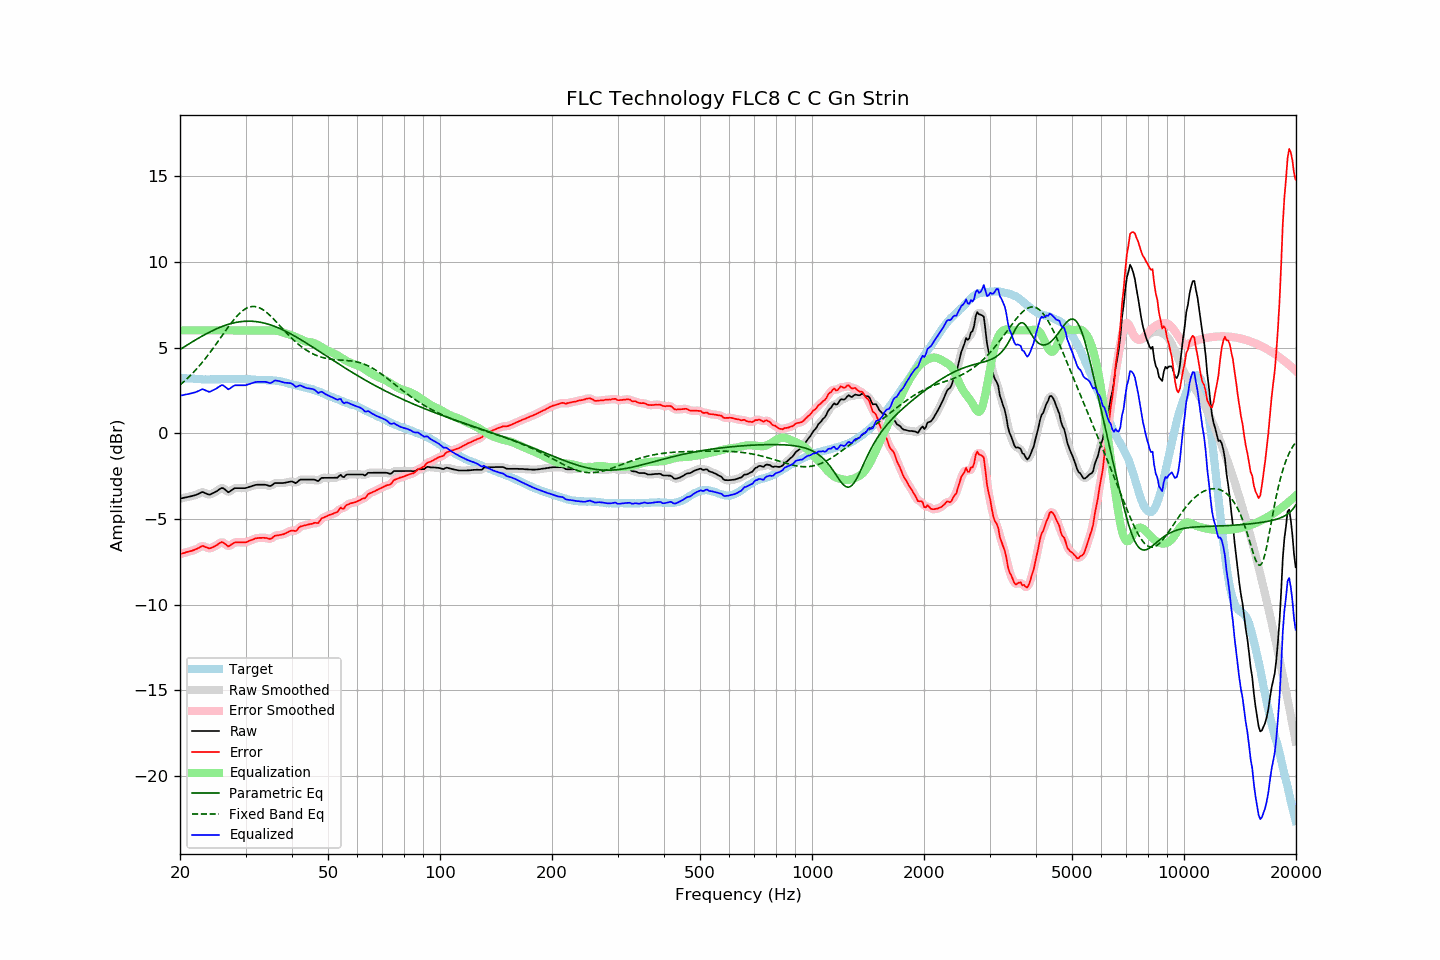 FLC Technology FLC8 C C Gn Strin
Amplitude (dBr)
15
10
5
0
−5
−10
−15
−20
Target
Raw Smoothed
Error Smoothed
Raw
Error
Equalization
Parametric Eq
Fixed Band Eq
Equalized
20 50 100 200 500 1000 2000 5000 10000 20000
Frequency (Hz)